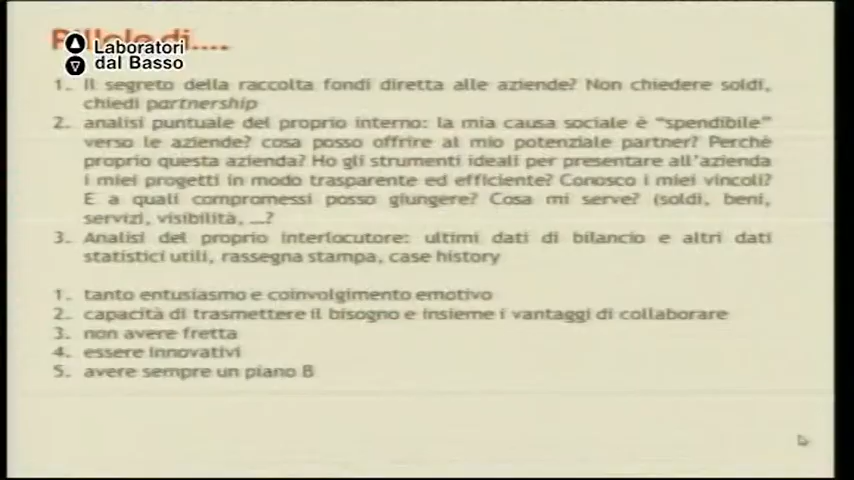 Pillole di....
Laboratori
dal Basso
1. Il segreto della raccolta fondi diretta alle aziende? Non chiedere soldi,
chiedi partnership
2. analisi puntuale del proprio interno: la mia causa sociale è “spendibile”
verso le aziende? cosa posso offrire al mio potenziale partner? Perchè
proprio questa azienda? Ho gli strumenti ideali per presentare all'azienda
i miei progetti in modo trasparente ed efficiente? Conosco i miei vincoli?
E a quali compromessi posso giungere? Cosa mi serve? (soldi, beni,
servizi, visibilità, ...?
3. Analisi del proprio interlocutore: ultimi dati di bilancio e altri dati
statistici utili, rassegna stampa, case history
1. tanto entusiasmo e coinvolgimento emotivo
2. capacità di trasmettere il bisogno e insieme i vantaggi di collaborare
3. non avere fretta
4. essere innovativi
5. avere sempre un piano B